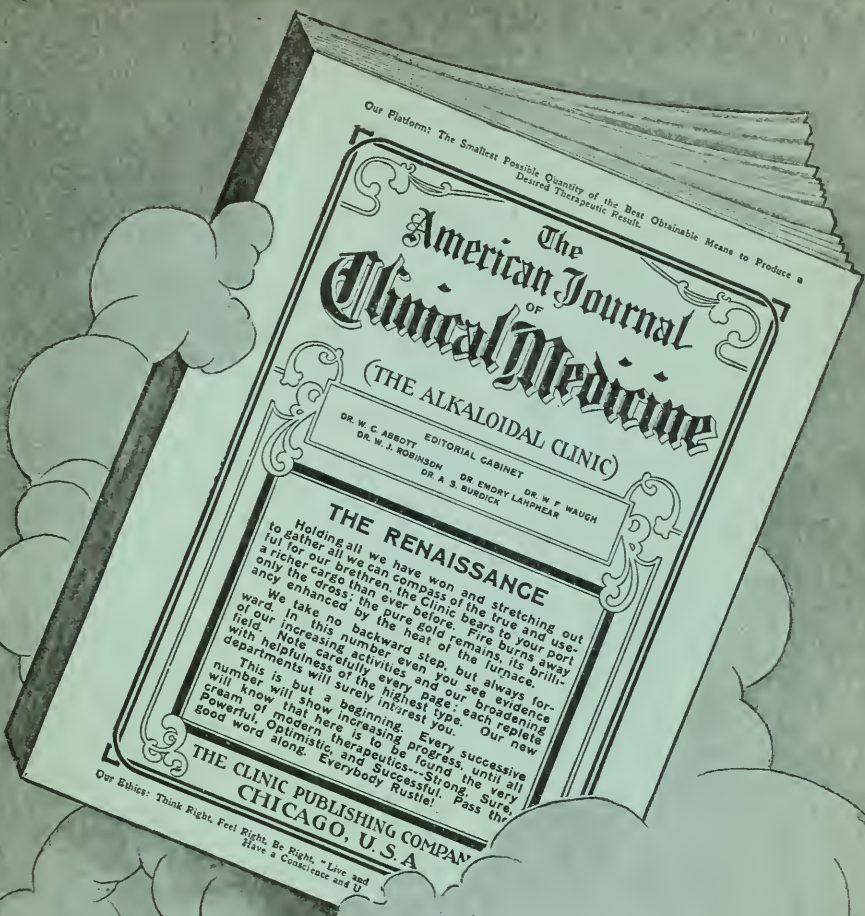 Our Platform: The Smallest Possible Quantity of the Best Obtainable Means to Produce a
Desired Therapeutic Result.
The
American Journal
OF
Clinical Medicine
(THE ALKALOIDAL CLINIC)
EDITORIAL CABINET
DR. W. C. ABBOTT DR. W F WAUGH
DR. W. J. ROBINSON DR. EMORY LANPHEAR
DR A S. BURDICK
THE RENAISSANCE
Holding all we have won and stretching out
to gather all we can compass of the true and use-
ful for our brethren, the Clinic bears to your port
a richer cargo than ever before. Fire burns away
only the dross; the pure gold remains, its brilli-
ancy enhanced by the heat of the furnace.
We take no backward step, but always for-
ward. In this number even you see evidence
of our increasing activities and our broadening
field. Note carefully every page; each replete
with helpfulness of the highest type. Our new
departments will surely interest you.
This is but a beginning. Every successive
number will show increasing progress, until all
will know that here is to be found the very
cream of modern therapeutics---Strong, Sure,
Powerful, Optimistic, and Successful. Pass the
good word along. Everybody Rustle!
THE CLINIC PUBLISHING COMPAN
CHICAGO, U. S. A
Our Ethics: Think Right, Feel Right, Be Right, "Live and
Have a Conscience and U